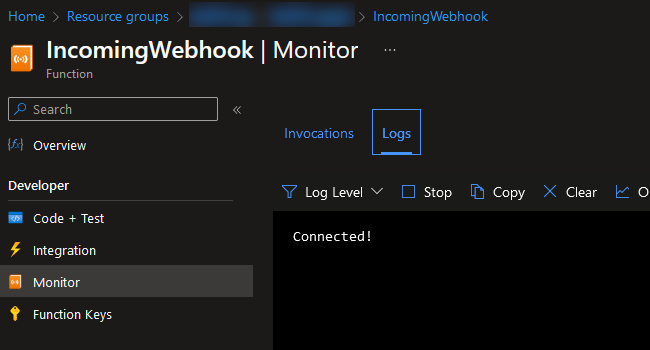 Home > Resource groups > > IncomingWebhook
IncomingWebhook | Monitor ...
Function
Search «
Overview
Developer
Code + Test
Integration
Monitor
Function Keys
Invocations Logs
Log Level Stop Copy Clear
Connected!